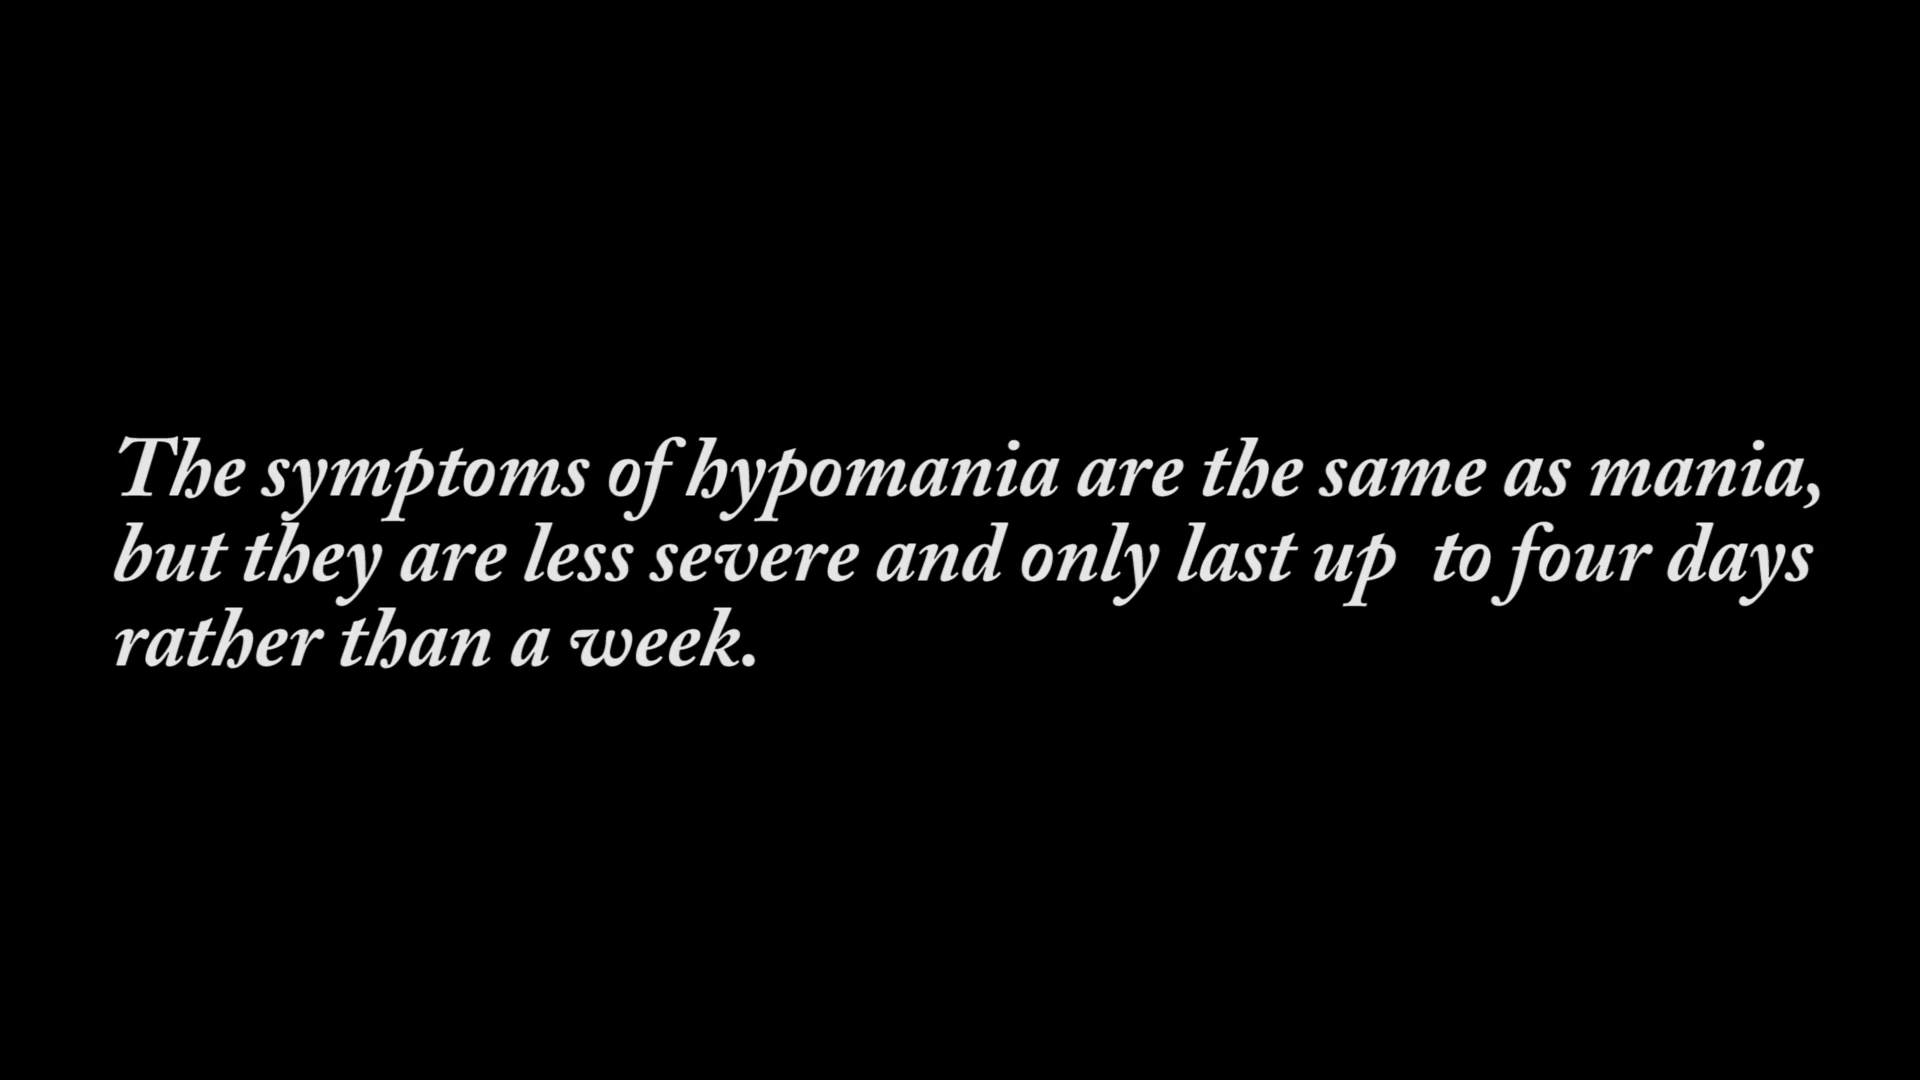 The symptoms of hypomania are the same as mania,
but they are less severe and only last up  to four days
rather than a week.